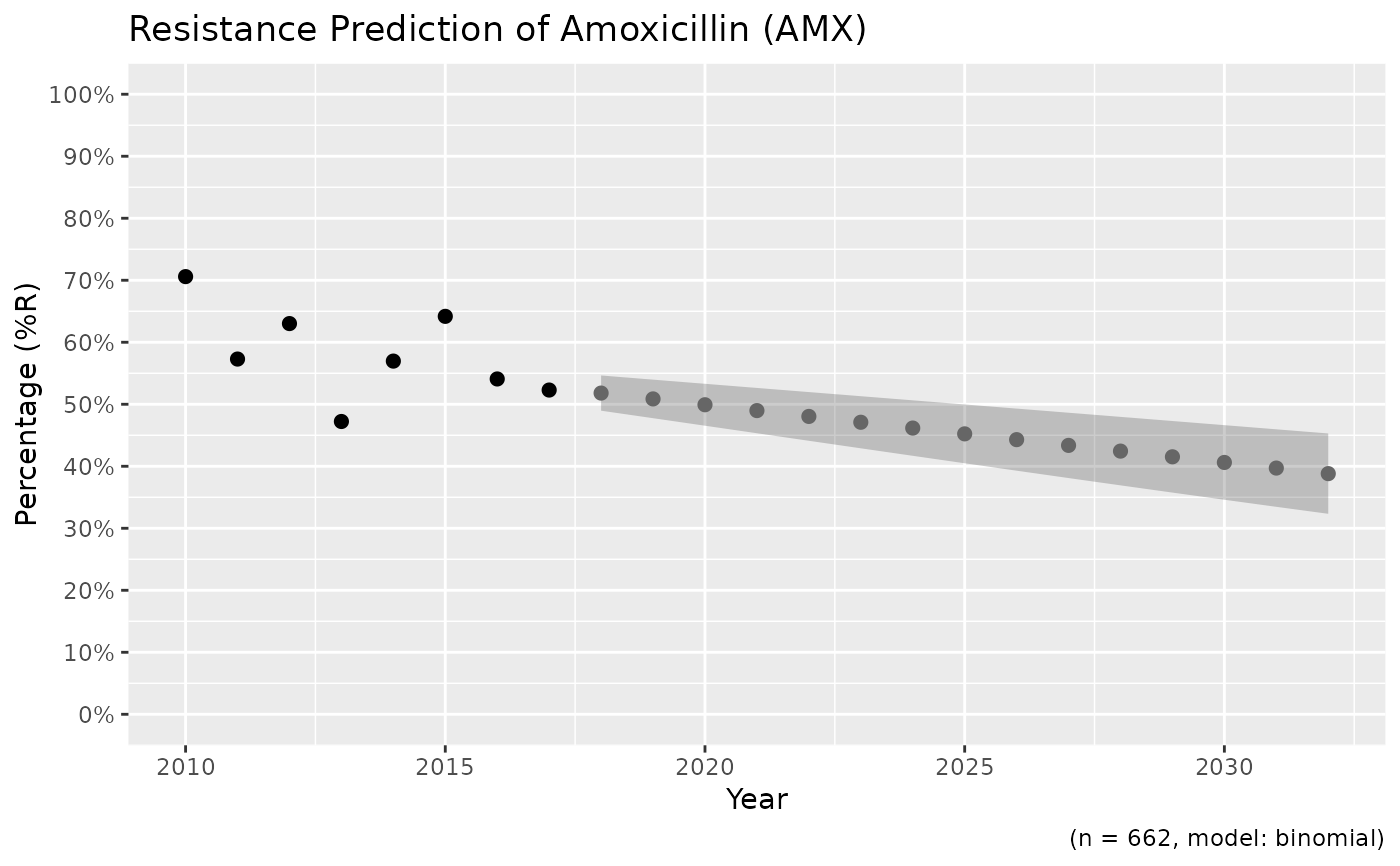 Resistance Prediction of Amoxicillin (AMX)
Percentage (%R)
100%
90%
80%
70%
60%
50%
40%
30%
20%
10%
0%
2010 2015 2020 2025 2030
Year
(n = 662, model: binomial)